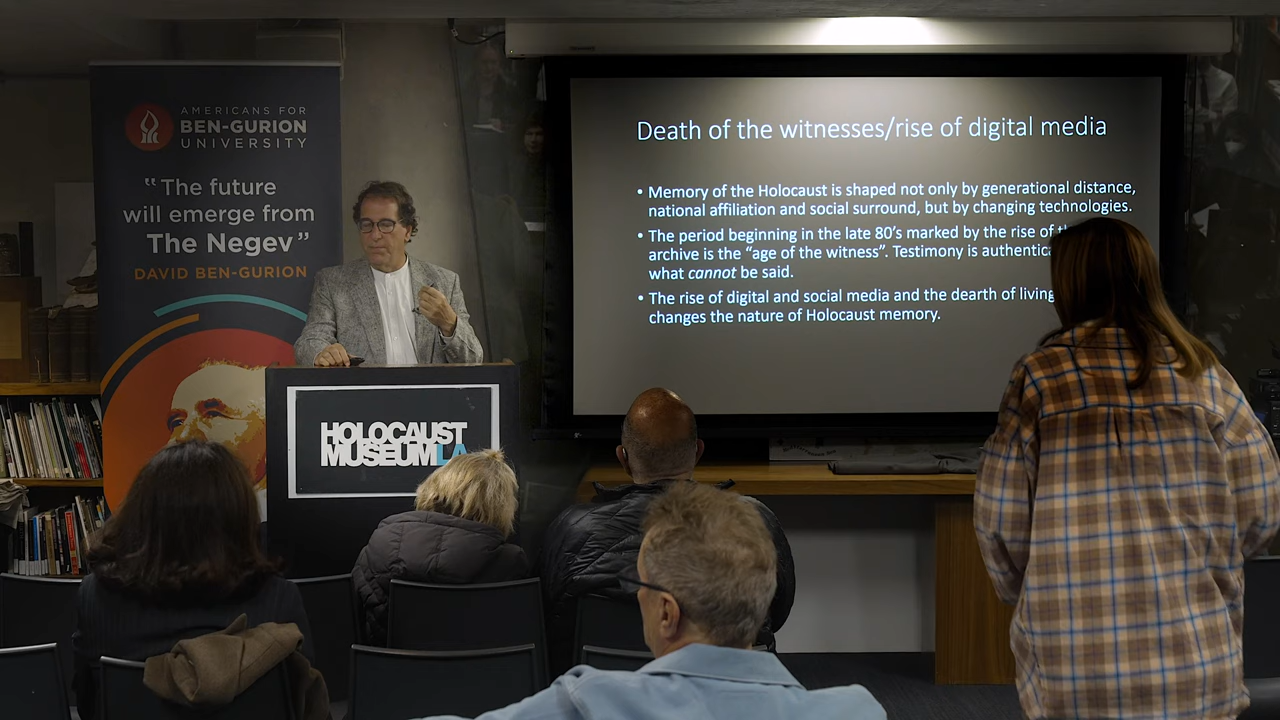 AMERICANS FOR
BEN-GURION
UNIVERSITY
"The future
will emerge from
The Negev"
DAVID BEN-GURION
HOLOCAUST
MUSEUMLA
Death of the witnesses/rise of digital media
• Memory of the Holocaust is shaped not only by generational distance,
national affiliation and social surround, but by changing technologies.
• The period beginning in the late 80's marked by the rise of
archive is the "age of the witness". Testimony is
what cannot be said.
• The rise of digital and social media and the dearth of living
changes the nature of Holocaust memory.